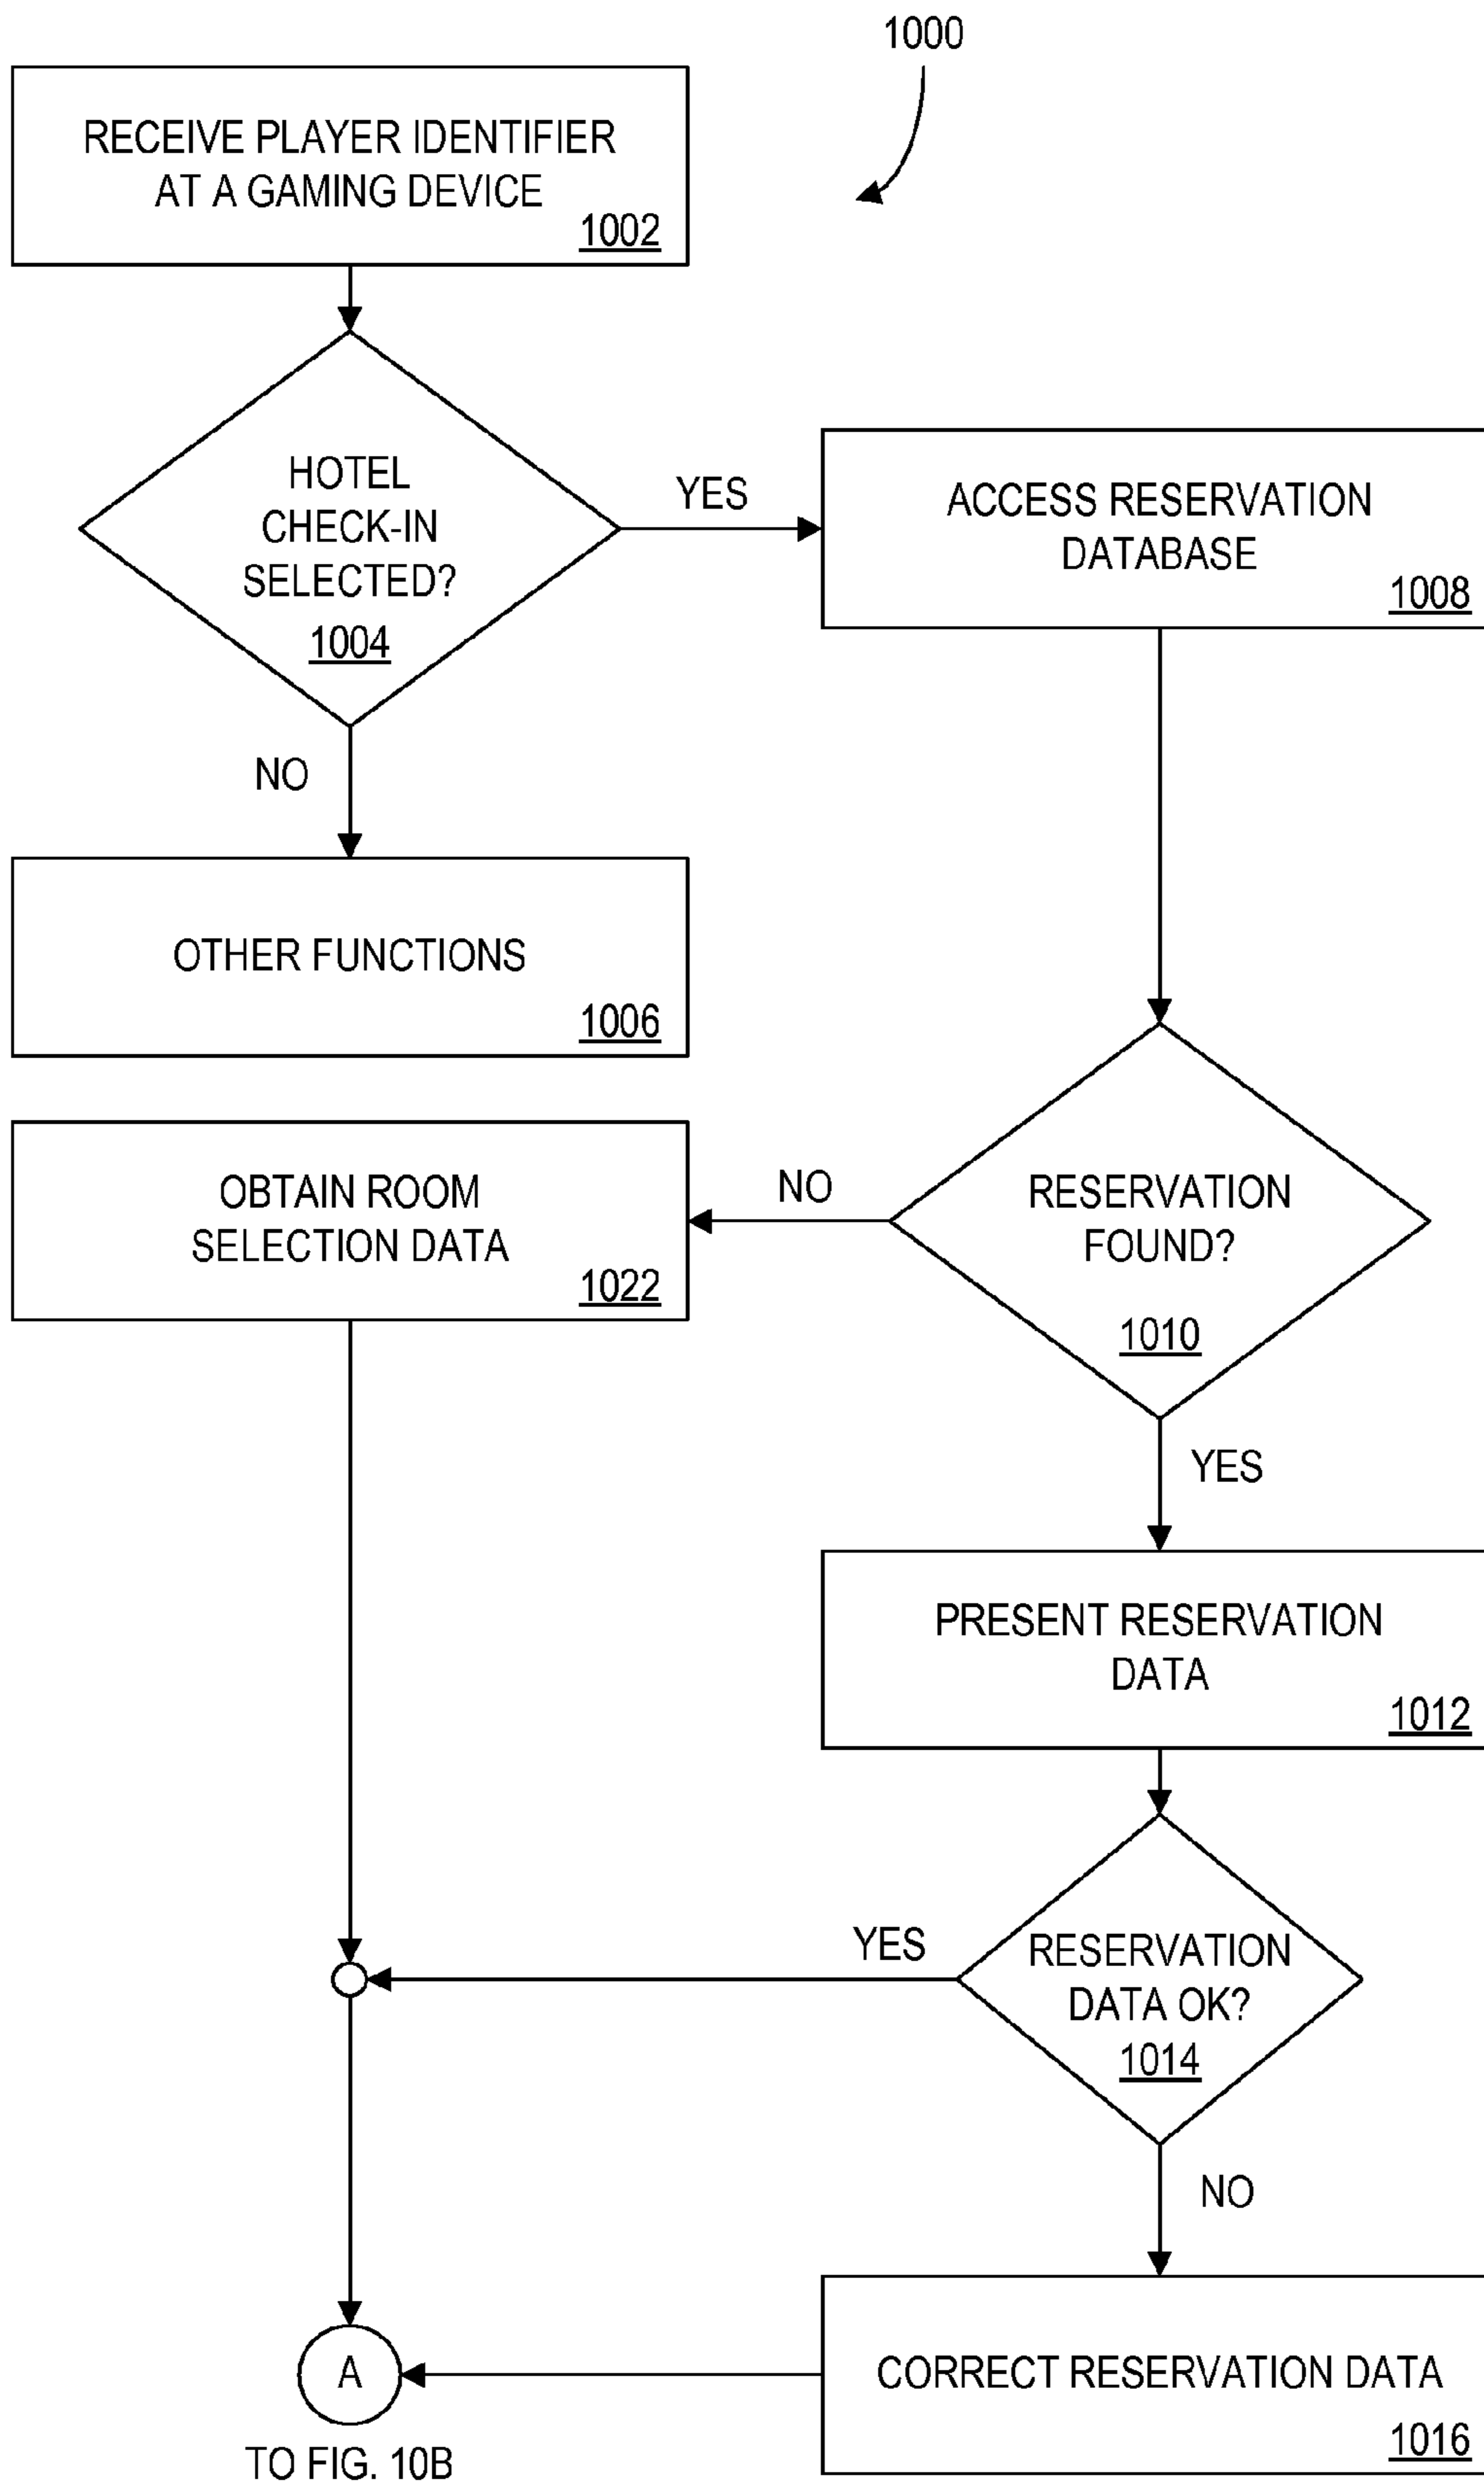 1000
RECEIVE PLAYER IDENTIFIER
AT A GAMING DEVICE
1002
HOTEL
CHECK-IN
SELECTED?
1004
YES
ACCESS RESERVATION
DATABASE
1008
NO
OTHER FUNCTIONS
1006
OBTAIN ROOM
SELECTION DATA
1022
NO
RESERVATION
FOUND?
1010
YES
PRESENT RESERVATION
DATA
1012
YES
RESERVATION
DATA OK?
1014
NO
A
TO FIG. 10B
CORRECT RESERVATION DATA
1016